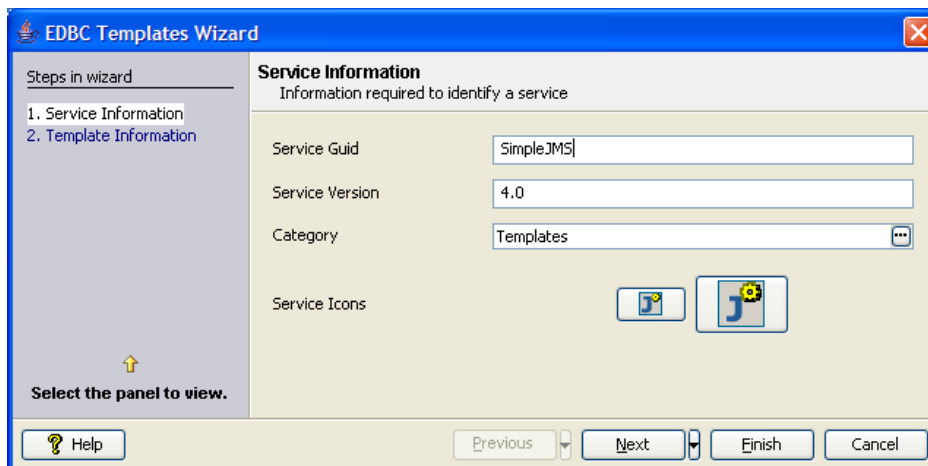 EDBC Templates Wizard
Steps in wizard
1. Service Information
2. Template Information
Select the panel to view.
Service Information
Information required to identify a service
Service Guid SimpleJMS
Service Version 4.0
Category Templates
Service Icons
Help Previous Next Finish Cancel